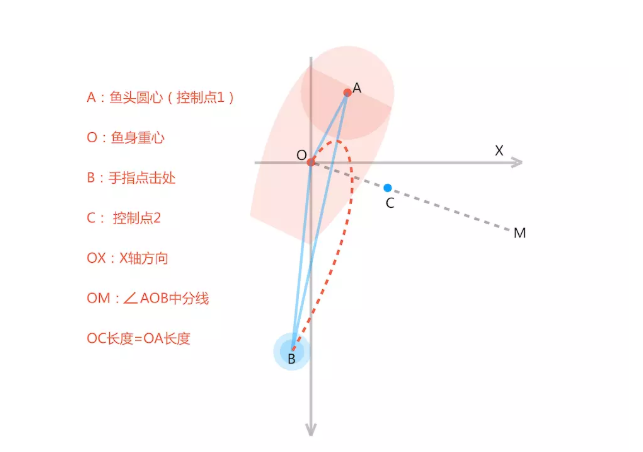 A：鱼头圆心（控制点1）
O：鱼身重心
B：手指点击处
C： 控制点2
OX：X轴方向
OM：∠AOB中分线
OC长度=OA长度
A
O
X
C
M
B